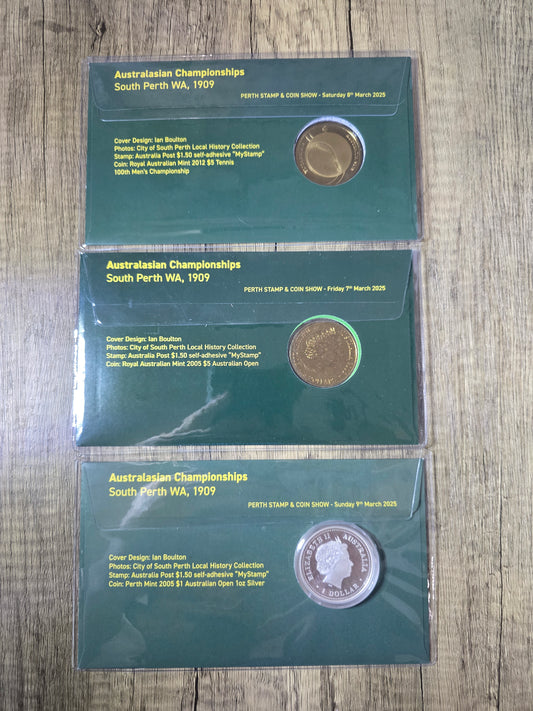 Australasian Championships
South Perth WA, 1909
PERTH STAMP & COIN SHOW - Saturday 8th March 2025
Cover Design: Ian Boulton
Photos: City of South Perth Local History Collection
Stamp: Australia Post $1.50 self-adhesive "MyStamp"
Coin: Royal Australian Mint 2012 $5 Tennis
100th Men's Championship
Australasian Championships
South Perth WA, 1909
PERTH STAMP & COIN SHOW - Friday 7th March 2025
Cover Design: Ian Boulton
Photos: City of South Perth Local History Collection
Stamp: Australia Post $1.50 self-adhesive "MyStamp"
Coin: Royal Australian Mint 2005 $5 Australian Open
Australasian Championships
South Perth WA, 1909
PERTH STAMP & COIN SHOW - Sunday 9th March 2025
Cover Design: Ian Boulton
Photos: City of South Perth Local History Collection
Stamp: Australia Post $1.50 self-adhesive "MyStamp"
Coin: Perth Mint 2005 $1 Australian Open 1oz Silver
ELIZABETH II AUSTRALIA
1 DOLLAR